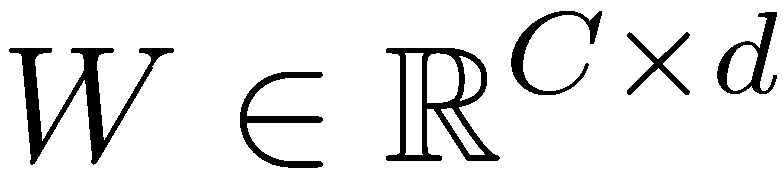 W ∈ ℝ^{C×d}